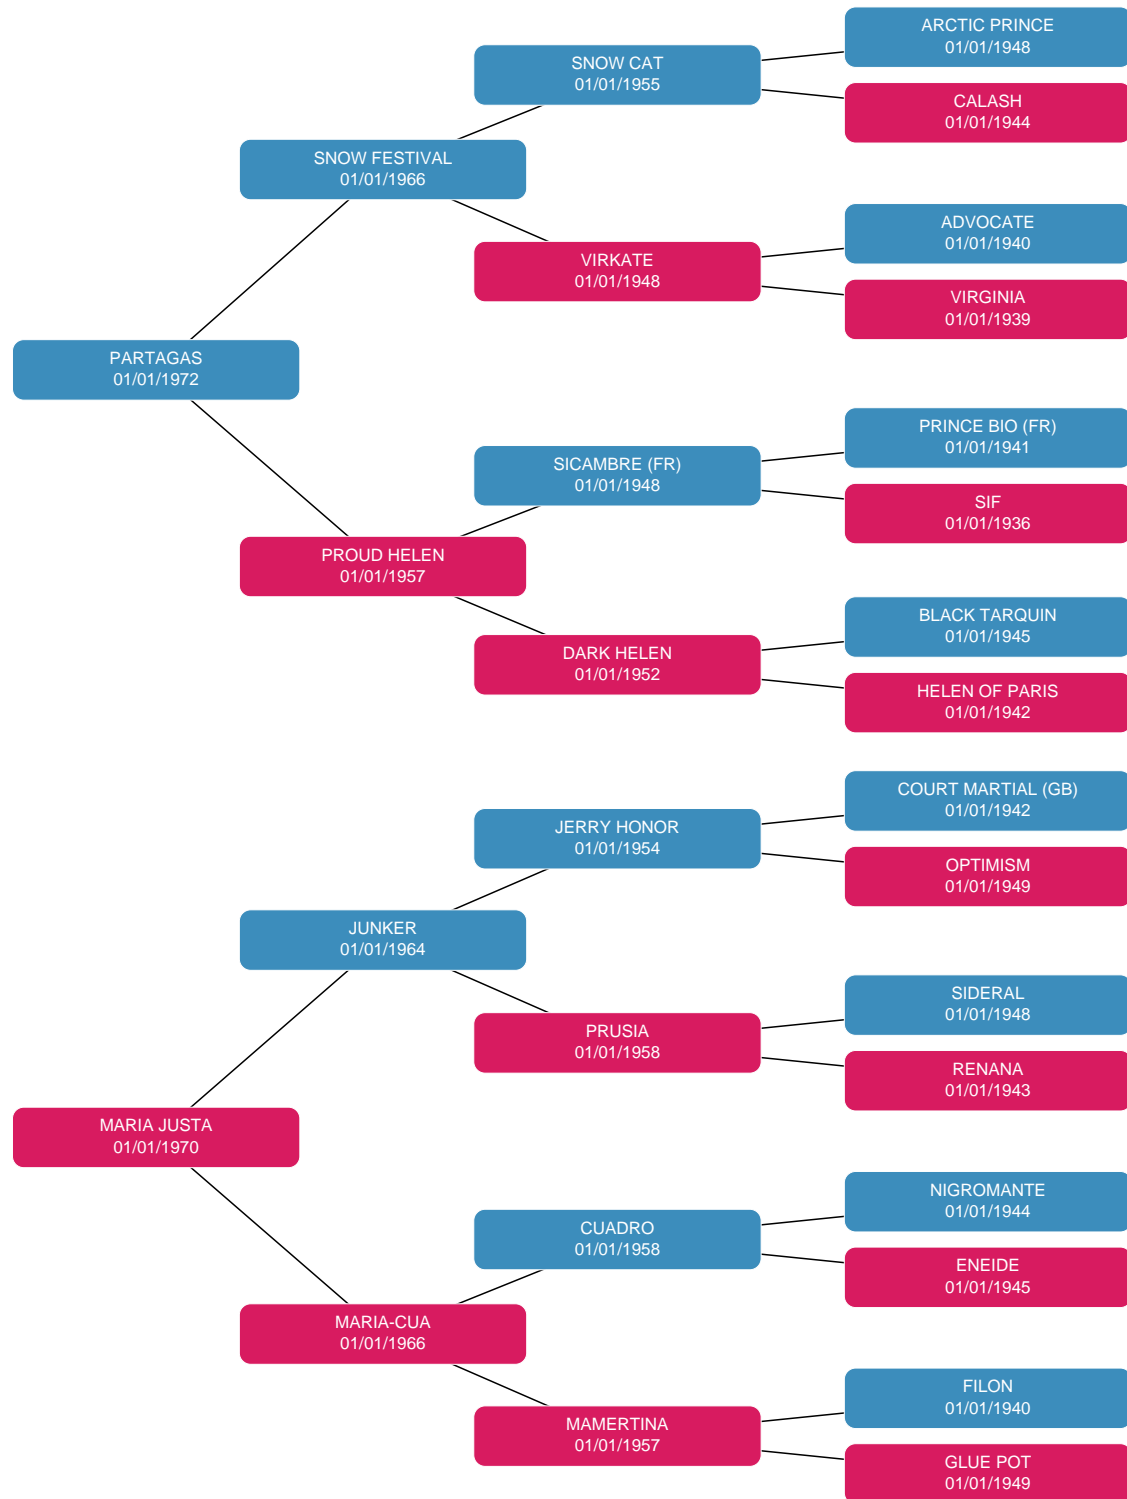 ARCTIC PRINCE
01/01/1948
SNOW CAT
01/01/1955
CALASH
01/01/1944
SNOW FESTIVAL
01/01/1966
ADVOCATE
01/01/1940
VIRKATE
01/01/1948
VIRGINIA
01/01/1939
PARTAGAS
01/01/1972
PRINCE BIO (FR)
01/01/1941
SICAMBRE (FR)
01/01/1948
SIF
01/01/1936
PROUD HELEN
01/01/1957
BLACK TARQUIN
01/01/1945
DARK HELEN
01/01/1952
HELEN OF PARIS
01/01/1942
COURT MARTIAL (GB)
01/01/1942
JERRY HONOR
01/01/1954
OPTIMISM
01/01/1949
JUNKER
01/01/1964
SIDERAL
01/01/1948
PRUSIA
01/01/1958
RENANA
01/01/1943
MARIA JUSTA
01/01/1970
NIGROMANTE
01/01/1944
CUADRO
01/01/1958
ENEIDE
01/01/1945
MARIA-CUA
01/01/1966
FILON
01/01/1940
MAMERTINA
01/01/1957
GLUE POT
01/01/1949